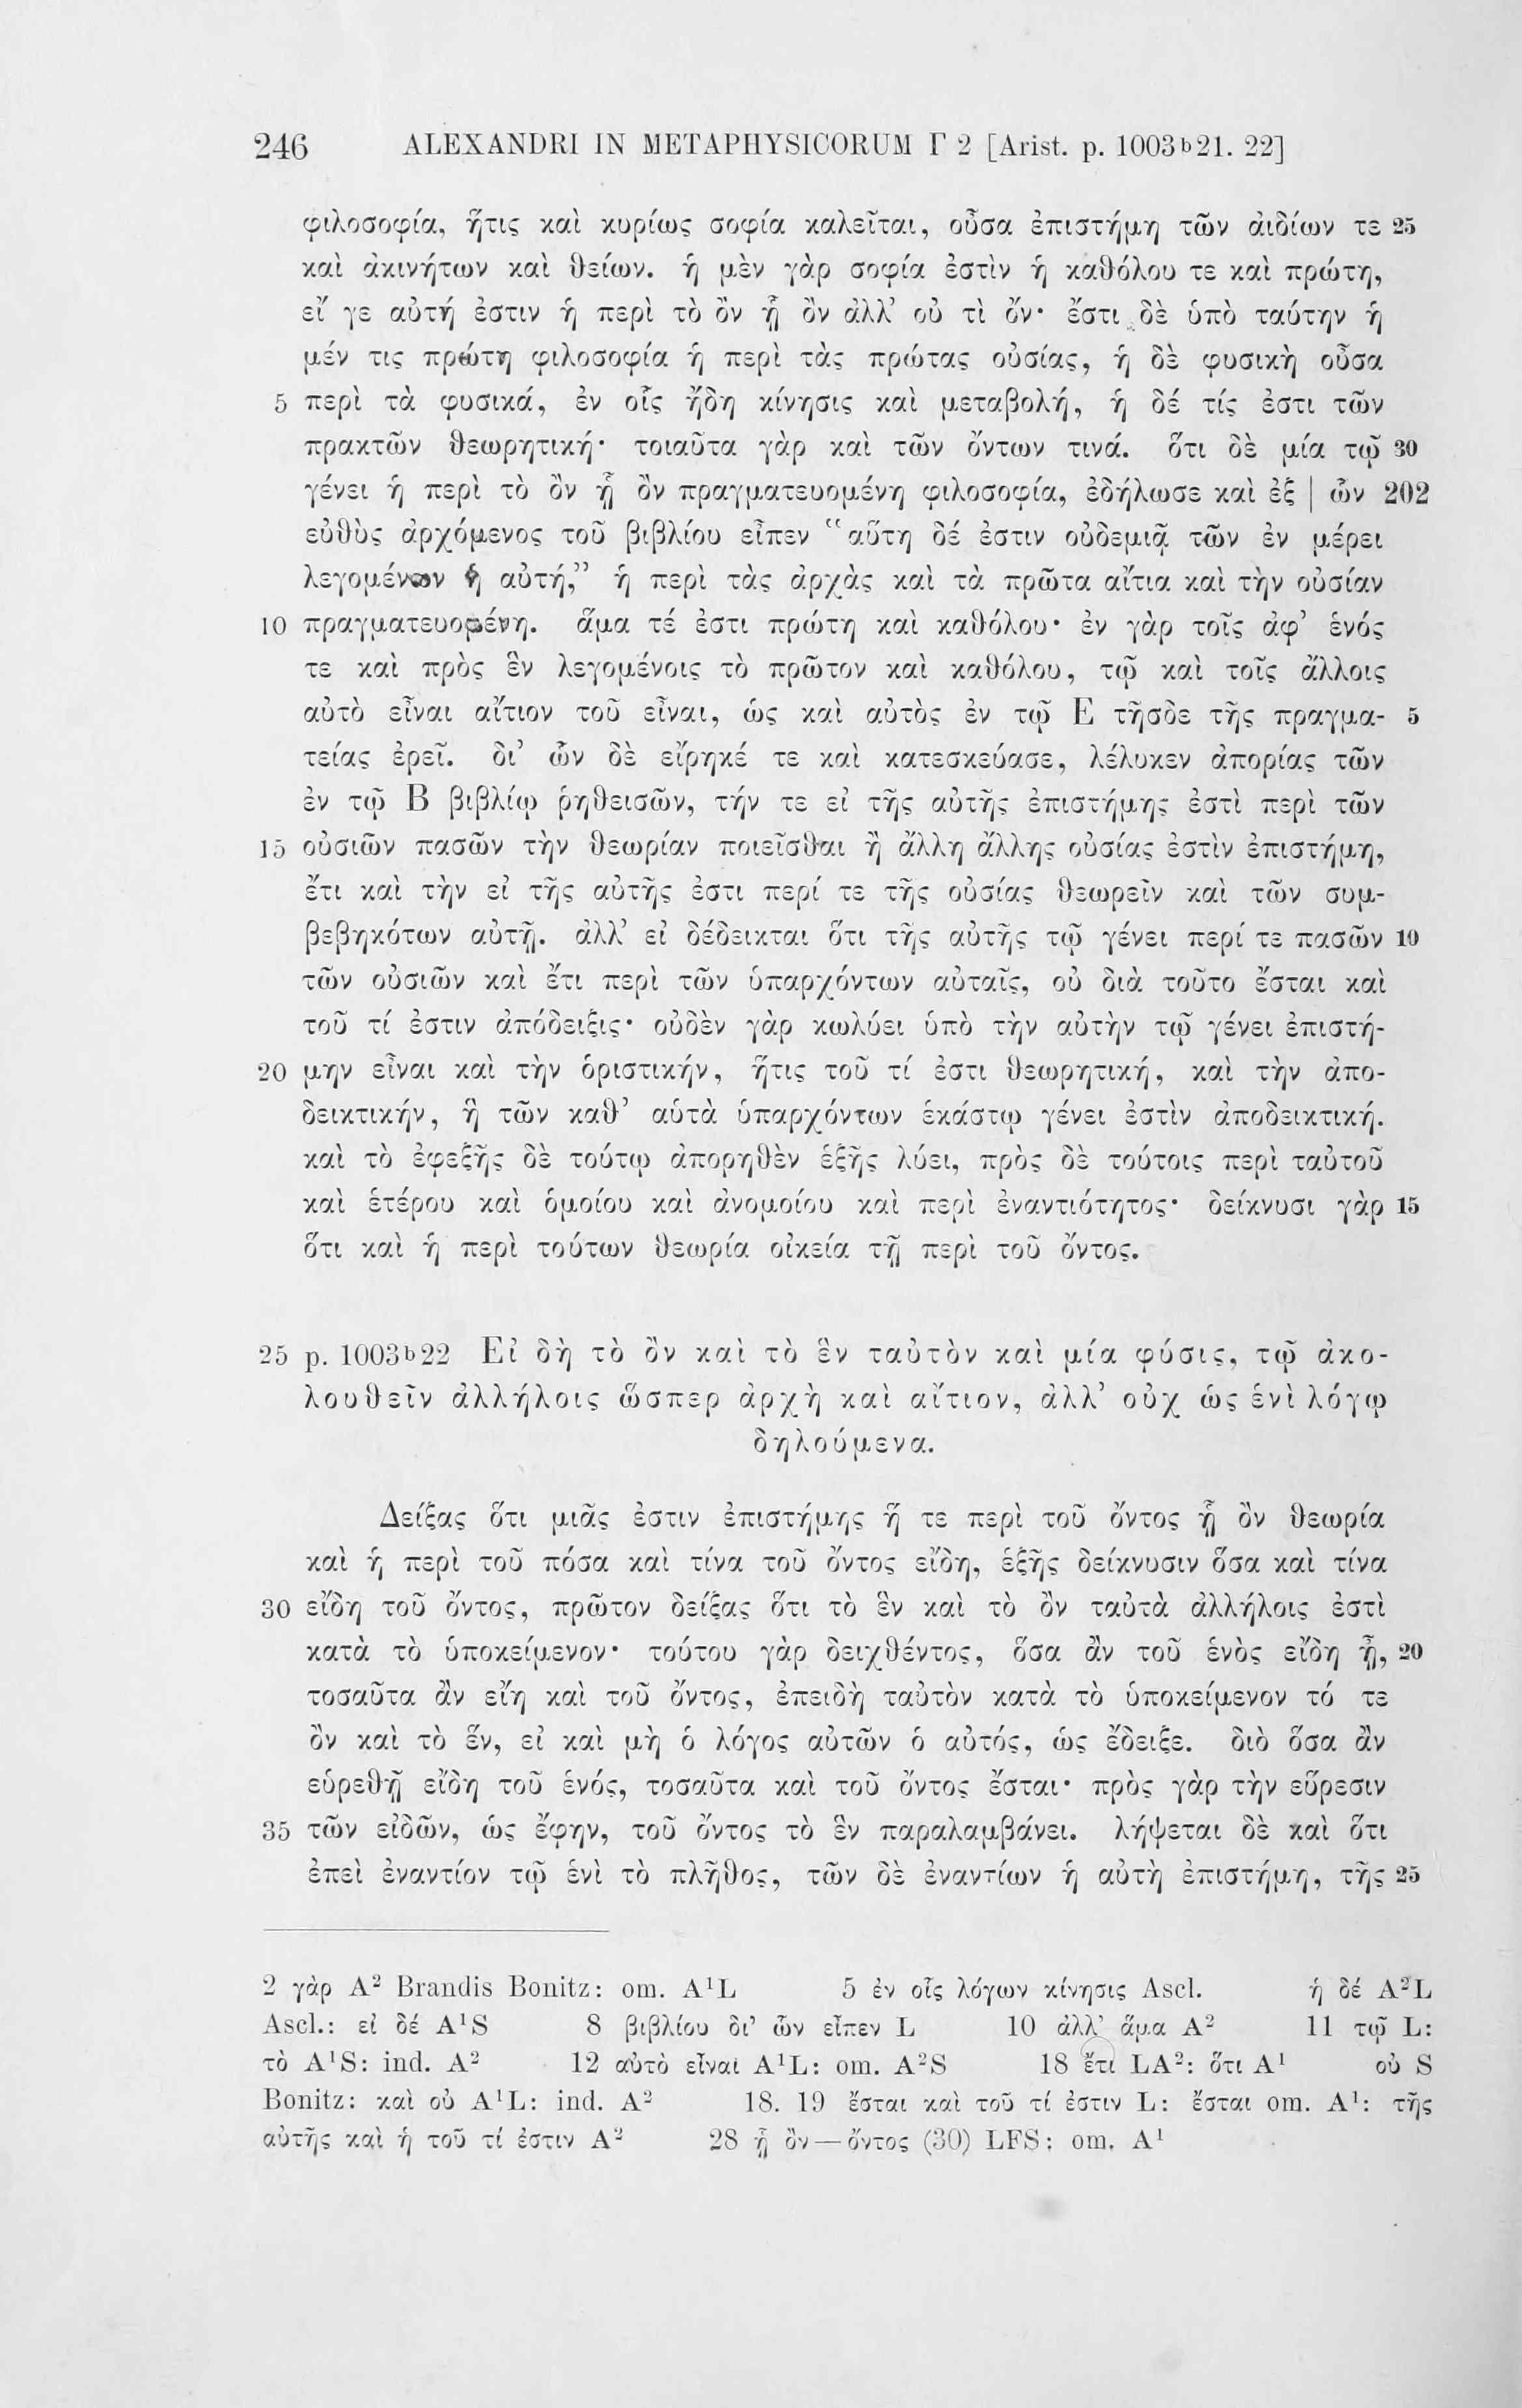 246 ALEXANDRI IN METAPHYSICORUM Γ 2 [Arist. p. 1003ᵇ21. 22]
φιλοσοφία, ἥτις καὶ κυρίως σοφία καλεῖται, οὖσα ἐπιστήμη τῶν ἀιδίων τε 25
καὶ ἀκινήτων καὶ θείων. ἡ μὲν γὰρ σοφία ἐστὶν ἡ καθόλου τε καὶ πρώτη,
εἴ γε αὐτή ἐστιν ἡ περὶ τὸ ὂν ᾗ ὂν ἀλλ’ οὐ τὶ ὄν· ἔστι δὲ ὑπὸ ταύτην ἡ
μέν τις πρώτη φιλοσοφία ἡ περὶ τὰς πρώτας οὐσίας, ἡ δὲ φυσικὴ οὖσα
5 περὶ τὰ φυσικά, ἐν οἷς ἤδη κίνησις καὶ μεταβολή, ἡ δέ τίς ἐστι τῶν
πρακτῶν θεωρητική· τοιαῦτα γὰρ καὶ τῶν ὄντων τινά. ὅτι δὲ μία τῷ 30
γένει ἡ περὶ τὸ ὂν ᾗ ὂν πραγματευομένη φιλοσοφία, ἐδήλωσε καὶ ἐξ | ὧν 202
εὐθὺς ἀρχόμενος τοῦ βιβλίου εἶπεν “αὕτη δέ ἐστιν οὐδεμιᾷ τῶν ἐν μέρει
λεγομένων ἡ αὐτή,” ἡ περὶ τὰς ἀρχὰς καὶ τὰ πρῶτα αἴτια καὶ τὴν οὐσίαν
10 πραγματευομένη. ἅμα τέ ἐστι πρώτη καὶ καθόλου· ἐν γὰρ τοῖς ἀφ’ ἑνός
τε καὶ πρὸς ἓν λεγομένοις τὸ πρῶτον καὶ καθόλου, τῷ καὶ τοῖς ἄλλοις
αὐτὸ εἶναι αἴτιον τοῦ εἶναι, ὡς καὶ αὐτὸς ἐν τῷ Ε τῆσδε τῆς πραγμα- 5
τείας ἐρεῖ. δι’ ὧν δὲ εἴρηκέ τε καὶ κατεσκεύασε, λέλυκεν ἀπορίας τῶν
ἐν τῷ Β βιβλίῳ ῥηθεισῶν, τήν τε εἰ τῆς αὐτῆς ἐπιστήμης ἐστὶ περὶ τῶν
15 οὐσιῶν πασῶν τὴν θεωρίαν ποιεῖσθαι ἢ ἄλλη ἄλλης οὐσίας ἐστὶν ἐπιστήμη,
ἔτι καὶ τὴν εἰ τῆς αὐτῆς ἐστι περί τε τῆς οὐσίας θεωρεῖν καὶ τῶν συμ-
βεβηκότων αὐτῇ. ἀλλ’ εἰ δέδεικται ὅτι τῆς αὐτῆς τῷ γένει περί τε πασῶν 10
τῶν οὐσιῶν καὶ ἔτι περὶ τῶν ὑπαρχόντων αὐταῖς, οὐ διὰ τοῦτο ἔσται καὶ
τοῦ τί ἐστιν ἀπόδειξις· οὐδὲν γὰρ κωλύει ὑπὸ τὴν αὐτὴν τῷ γένει ἐπιστή-
20 μην εἶναι καὶ τὴν ὁριστικήν, ἥτις τοῦ τί ἐστι θεωρητική, καὶ τὴν ἀπο-
δεικτικήν, ἣ τῶν καθ’ αὑτὰ ὑπαρχόντων ἑκάστῳ γένει ἐστὶν ἀποδεικτική.
καὶ τὸ ἐφεξῆς δὲ τούτῳ ἀπορηθὲν ἑξῆς λύει, πρὸς δὲ τούτοις περὶ ταὐτοῦ
καὶ ἑτέρου καὶ ὁμοίου καὶ ἀνομοίου καὶ περὶ ἐναντιότητος· δείκνυσι γὰρ 15
ὅτι καὶ ἡ περὶ τούτων θεωρία οἰκεία τῇ περὶ τοῦ ὄντος.
25 p. 1003ᵇ22 Εἰ δὴ τὸ ὂν καὶ τὸ ἓν ταὐτὸν καὶ μία φύσις, τῷ ἀκο-
λουθεῖν ἀλλήλοις ὥσπερ ἀρχὴ καὶ αἴτιον, ἀλλ’ οὐχ ὡς ἑνὶ λόγῳ
δηλούμενα.
Δείξας ὅτι μιᾶς ἐστιν ἐπιστήμης ἥ τε περὶ τοῦ ὄντος ᾗ ὂν θεωρία
καὶ ἡ περὶ τοῦ πόσα καὶ τίνα τοῦ ὄντος εἴδη, ἑξῆς δείκνυσιν ὅσα καὶ τίνα
30 εἴδη τοῦ ὄντος, πρῶτον δείξας ὅτι τὸ ἓν καὶ τὸ ὂν ταὐτὰ ἀλλήλοις ἐστὶ
κατὰ τὸ ὑποκείμενον· τούτου γὰρ δειχθέντος, ὅσα ἂν τοῦ ἑνὸς εἴδη ᾖ, 20
τοσαῦτα ἂν εἴη καὶ τοῦ ὄντος, ἐπειδὴ ταὐτὸν κατὰ τὸ ὑποκείμενον τό τε
ὂν καὶ τὸ ἕν, εἰ καὶ μὴ ὁ λόγος αὐτῶν ὁ αὐτός, ὡς ἔδειξε. διὸ ὅσα ἂν
εὑρεθῇ εἴδη τοῦ ἑνός, τοσαῦτα καὶ τοῦ ὄντος ἔσται· πρὸς γὰρ τὴν εὕρεσιν
35 τῶν εἰδῶν, ὡς ἔφην, τοῦ ὄντος τὸ ἓν παραλαμβάνει. λήψεται δὲ καὶ ὅτι
ἐπεὶ ἐναντίον τῷ ἑνὶ τὸ πλῆθος, τῶν δὲ ἐναντίων ἡ αὐτὴ ἐπιστήμη, τῆς 25
2 γὰρ A² Brandis Bonitz: om. A¹L 5 ἐν οἷς λόγων κίνησις Ascl. ἡ δέ A²L
Ascl.: εἰ δέ A¹S 8 βιβλίου δι’ ὧν εἶπεν L 10 ἀλλ’ ἅμα A² 11 τῷ L:
τὸ A¹S: ind. A² 12 αὐτὸ εἶναι A¹L: om. A²S 18 ἔτι LA²: ὅτι A¹ οὐ S
Bonitz: καὶ οὐ A¹L: ind. A² 18. 19 ἔσται καὶ τοῦ τί ἐστιν L: ἔσται om. A¹: τῆς
αὐτῆς καὶ ἡ τοῦ τί ἐστιν A² 28 ᾗ ὂν — ὄντος (30) LFS: om. A¹